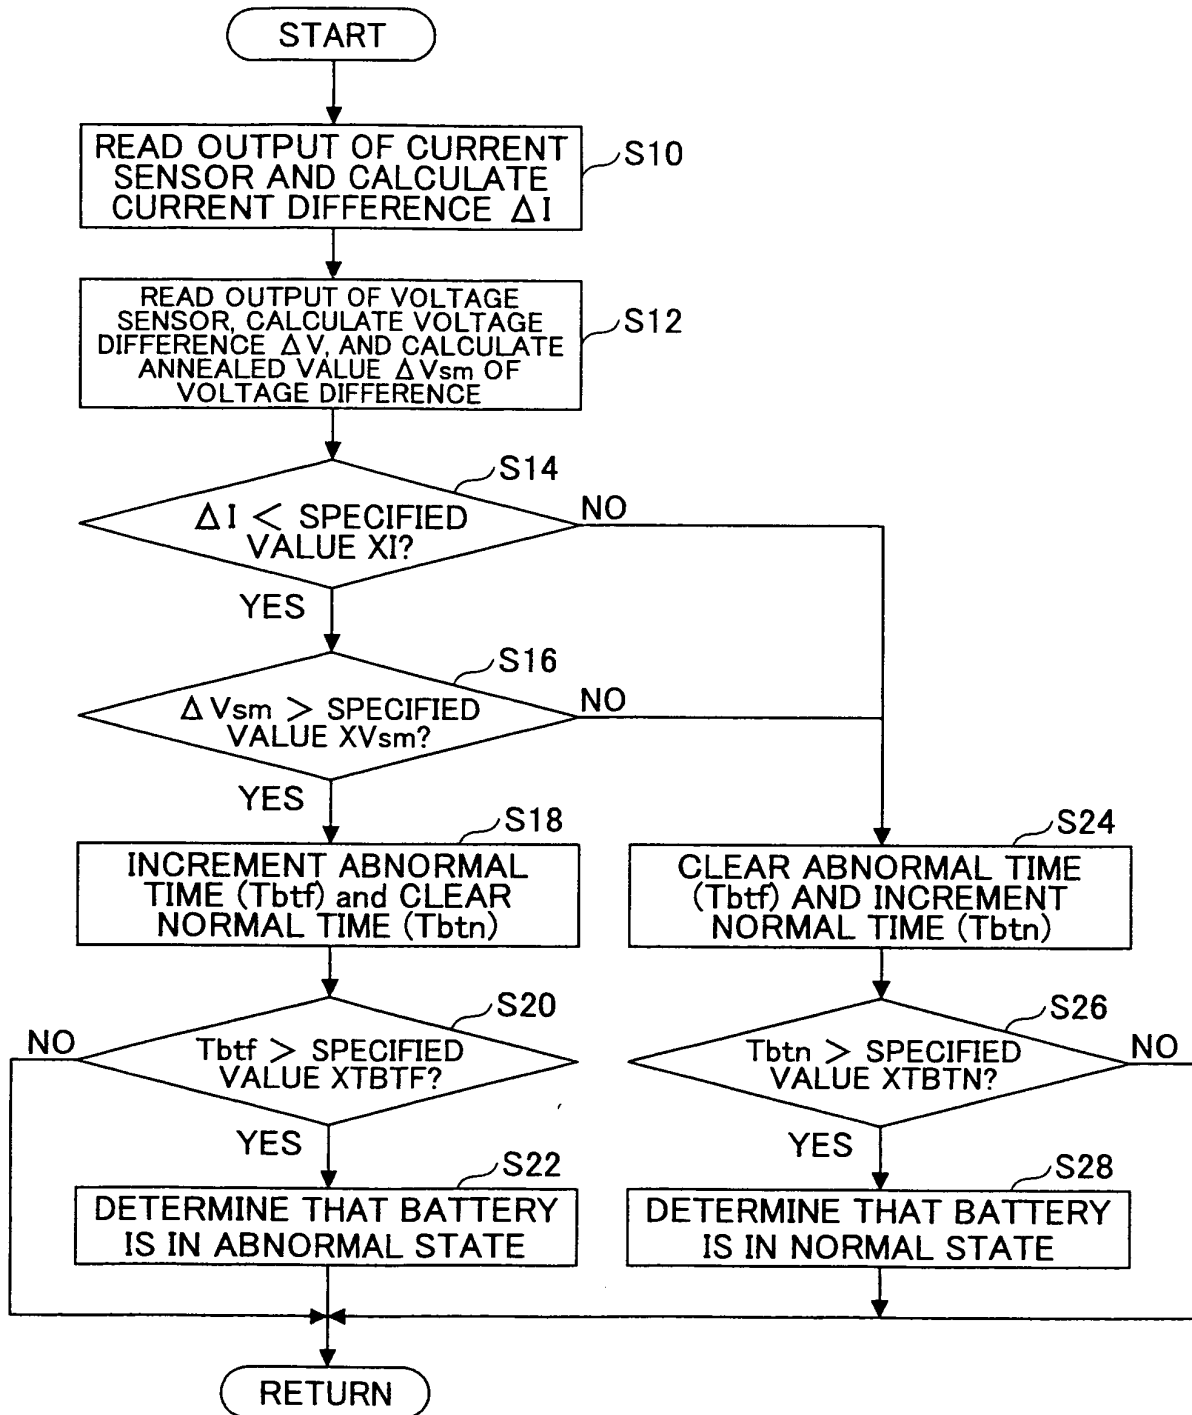 START
READ OUTPUT OF CURRENT
SENSOR AND CALCULATE
CURRENT DIFFERENCE ΔI
S10
READ OUTPUT OF VOLTAGE
SENSOR, CALCULATE VOLTAGE
DIFFERENCE ΔV, AND CALCULATE
ANNEALED VALUE ΔVsm OF
VOLTAGE DIFFERENCE
S12
S14
ΔI < SPECIFIED
VALUE XI?
NO
YES
S16
ΔVsm > SPECIFIED
VALUE XVsm?
NO
YES
S18
INCREMENT ABNORMAL
TIME (Tbtf) and CLEAR
NORMAL TIME (Tbtn)
S24
CLEAR ABNORMAL TIME
(Tbtf) AND INCREMENT
NORMAL TIME (Tbtn)
S20
NO
Tbtf > SPECIFIED
VALUE XTBTF?
YES
S26
Tbtn > SPECIFIED
VALUE XTBTN?
NO
YES
S22
DETERMINE THAT BATTERY
IS IN ABNORMAL STATE
S28
DETERMINE THAT BATTERY
IS IN NORMAL STATE
RETURN